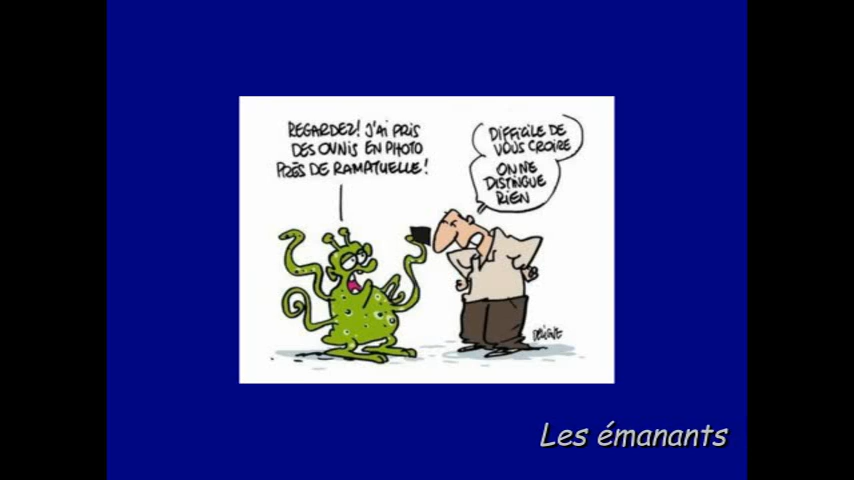 REGARDEZ! J'AI PRIS
DES OVNIS EN PHOTO
PRÈS DE RAMATUELLE!
DIFFICILE DE
VOUS CROIRE
ON NE
DISTINGUE
RIEN
DELIGNE
Les émanants